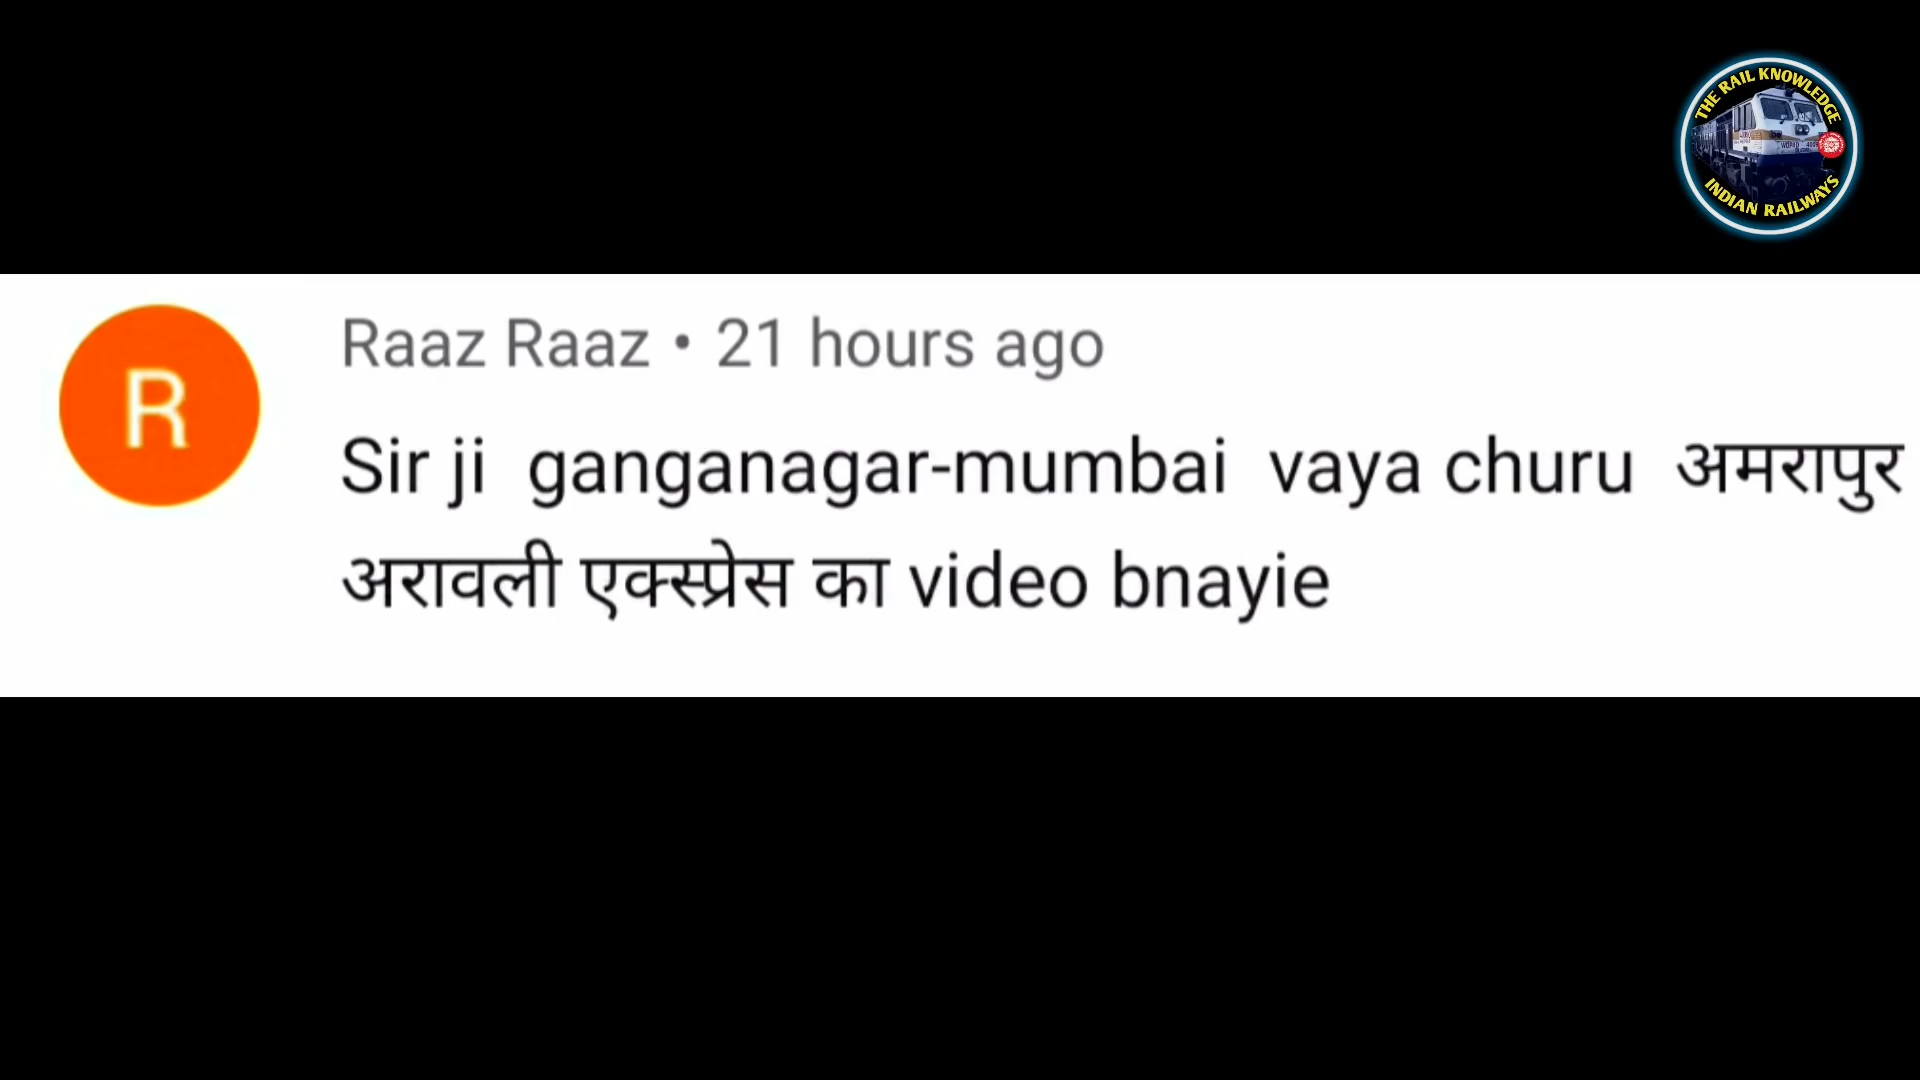 THE RAIL KNOWLEDGE
INDIAN RAILWAYS
R
Raaz Raaz • 21 hours ago
Sir ji ganganagar-mumbai vaya churu अमरापुर
अरावली एक्स्प्रेस का video bnayie